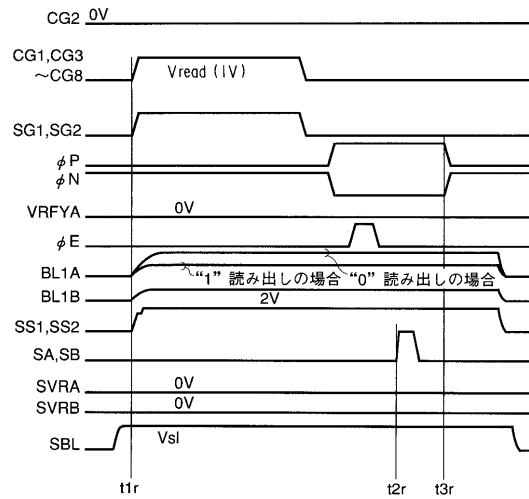 CG2 0V
CG1,CG3
～CG8
Vread (1V)
SG1,SG2
φP
φN
VRFYA 0V
φE
BL1A
“1” 読み出しの場合 “0” 読み出しの場合
BL1B
2V
SS1,SS2
SA,SB
SVRA 0V
SVRB 0V
SBL Vsl
t1r t2r t3r